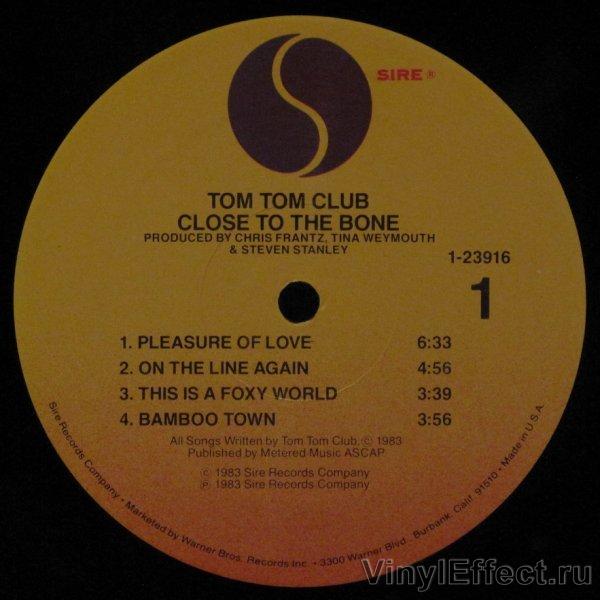 SIRE ®
TOM TOM CLUB
CLOSE TO THE BONE
PRODUCED BY CHRIS FRANTZ, TINA WEYMOUTH
& STEVEN STANLEY
1-23916
1
1. PLEASURE OF LOVE 6:33
2. ON THE LINE AGAIN 4:56
3. THIS IS A FOXY WORLD 3:39
4. BAMBOO TOWN 3:56
All Songs Written by Tom Tom Club, © 1983
Published by Metered Music ASCAP
© 1983 Sire Records Company
℗ 1983 Sire Records Company
Sire Records Company • Marketed by Warner Bros. Records Inc. • 3300 Warner Blvd. Burbank, Calif. 91510 • Made in U.S.A.
VinylEffect.ru